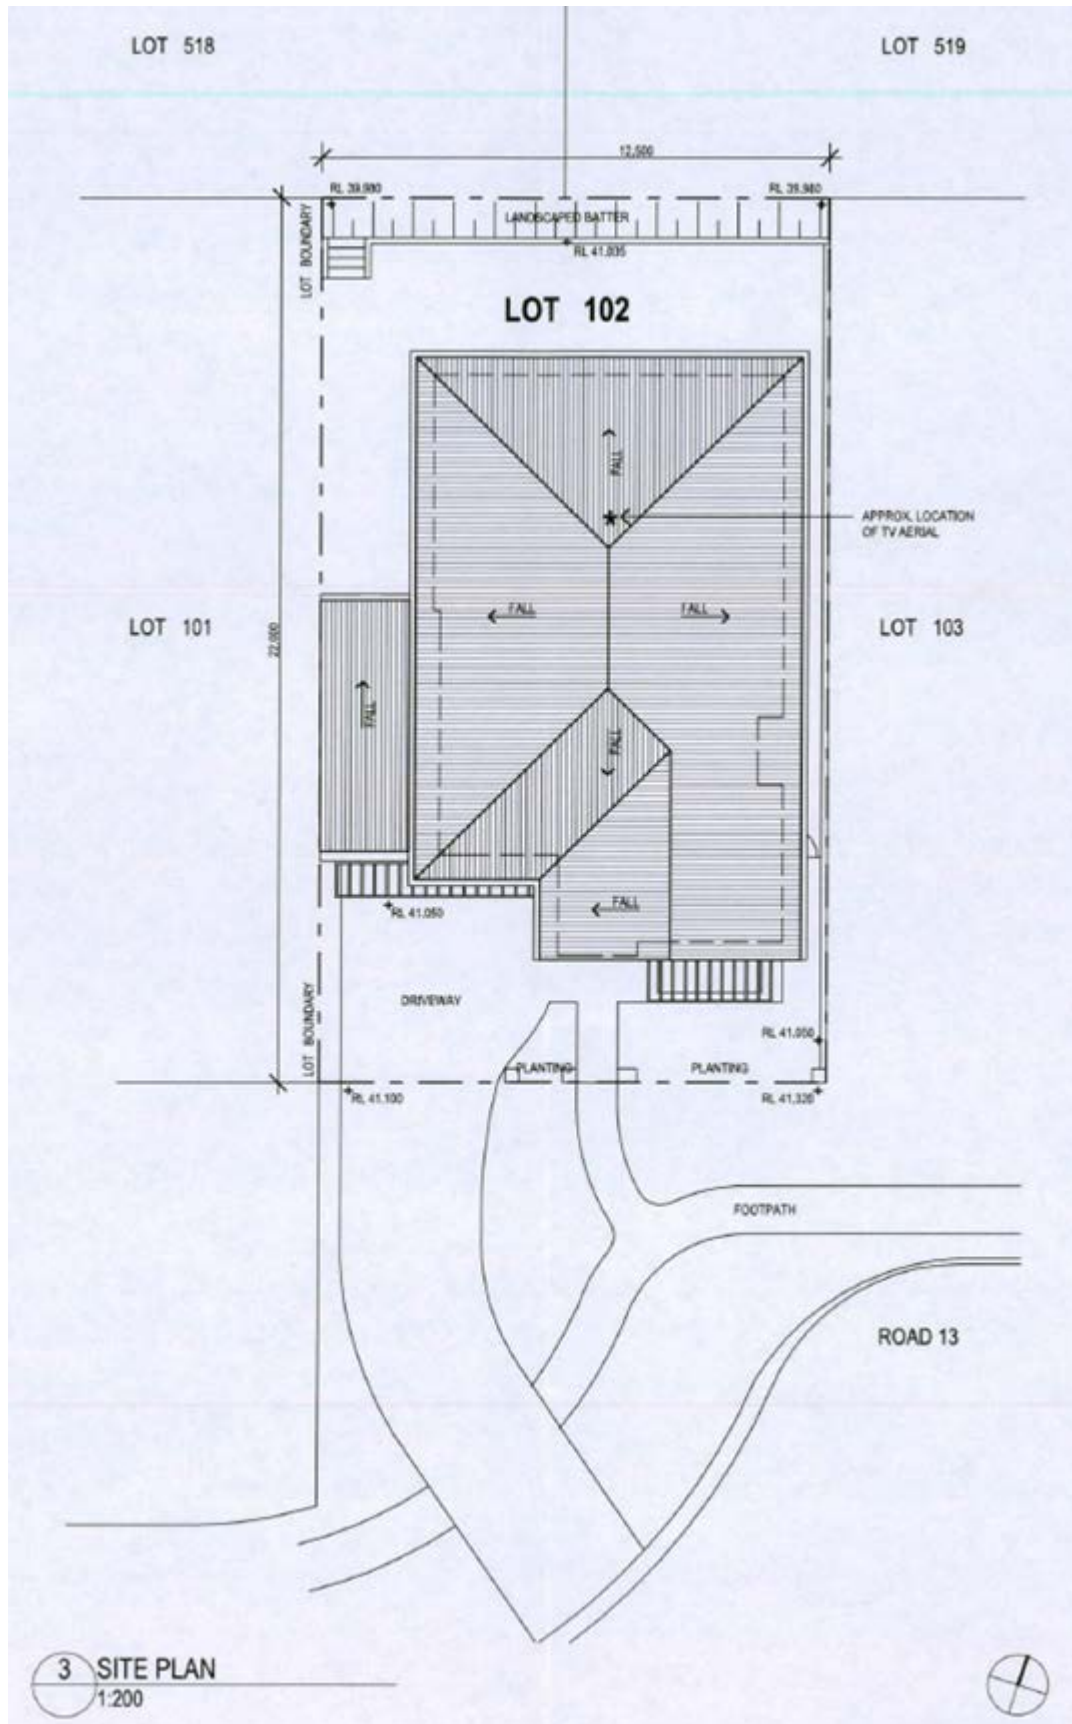 LOT 518
LOT 519
12,500
RL 39.980
RL 39.980
LANDSCAPED BATTER
LOT BOUNDARY
RL 41.035
LOT 102
FALL
APPROX. LOCATION
OF TV AERIAL
FALL
FALL
LOT 101
LOT 103
22,000
FALL
FALL
FALL
RL 41.050
DRIVEWAY
LOT BOUNDARY
RL 41.050
PLANTING
PLANTING
RL 41.100
RL 41.320
FOOTPATH
ROAD 13
3 SITE PLAN
1:200